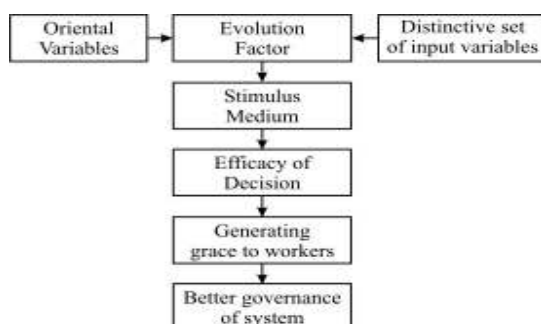 Oriental
Variables
Evolution
Factor
Distinctive set
of input variables
Stimulus
Medium
Efficacy of
Decision
Generating
grace to workers
Better governance
of system